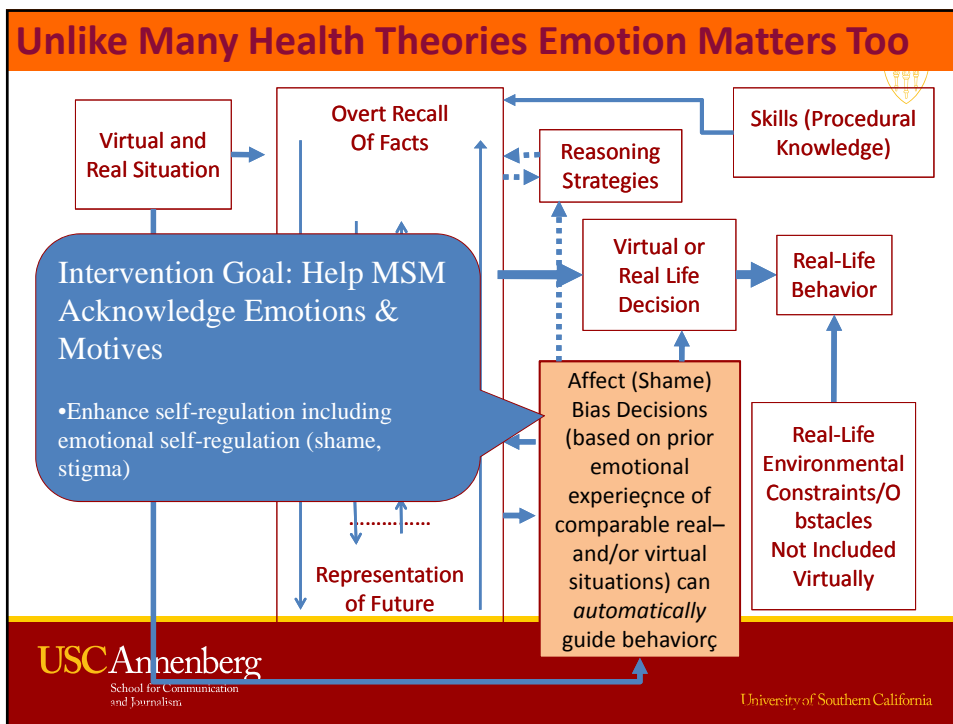 Unlike Many Health Theories Emotion Matters Too
Virtual and
Real Situation
Overt Recall
Of Facts
Reasoning
Strategies
Skills (Procedural
Knowledge)
Virtual or
Real Life
Decision
Real-Life
Behavior
Intervention Goal: Help MSM
Acknowledge Emotions &
Motives
•Enhance self-regulation including
emotional self-regulation (shame,
stigma)
Affect (Shame)
Bias Decisions
(based on prior
emotional
experieçnce of
comparable real–
and/or virtual
situations) can
automatically
guide behaviorç
Real-Life
Environmental
Constraints/O
bstacles
Not Included
Virtually
……………
Representation
of Future
USC Annenberg
School for Communication
and Journalism
University of Southern California